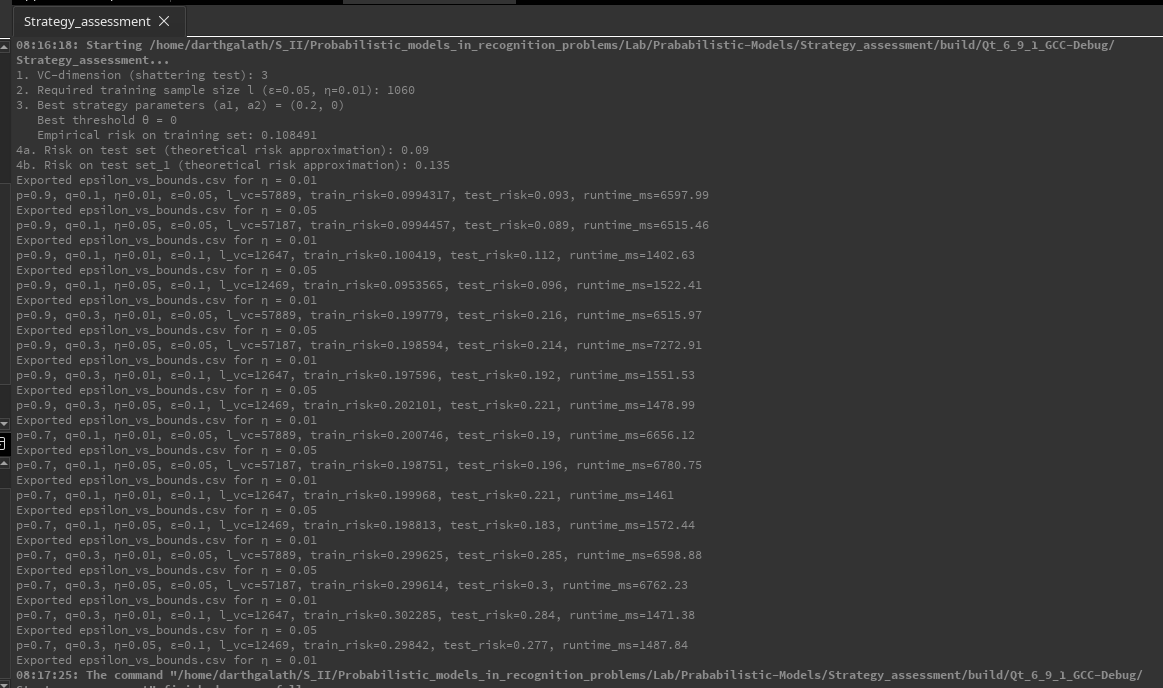 Strategy_assessment
08:16:18: Starting /home/darthgalath/S_II/Probabilistic_models_in_recognition_problems/Lab/Prababilistic-Models/Strategy_assessment/build/Qt_6_9_1_GCC-Debug/
Strategy_assessment...
1. VC-dimension (shattering test): 3
2. Required training sample size l (ε=0.05, η=0.01): 1060
3. Best strategy parameters (a1, a2) = (0.2, 0)
Best threshold θ = 0
Empirical risk on training set: 0.108491
4a. Risk on test set (theoretical risk approximation): 0.09
4b. Risk on test set_1 (theoretical risk approximation): 0.135
Exported epsilon_vs_bounds.csv for η = 0.01
p=0.9, q=0.1, η=0.01, ε=0.05, l_vc=57889, train_risk=0.0994317, test_risk=0.093, runtime_ms=6597.99
Exported epsilon_vs_bounds.csv for η = 0.05
p=0.9, q=0.1, η=0.05, ε=0.05, l_vc=57187, train_risk=0.0994457, test_risk=0.089, runtime_ms=6515.46
Exported epsilon_vs_bounds.csv for η = 0.01
p=0.9, q=0.1, η=0.01, ε=0.1, l_vc=12647, train_risk=0.100419, test_risk=0.112, runtime_ms=1402.63
Exported epsilon_vs_bounds.csv for η = 0.05
p=0.9, q=0.1, η=0.05, ε=0.1, l_vc=12469, train_risk=0.0953565, test_risk=0.096, runtime_ms=1522.41
Exported epsilon_vs_bounds.csv for η = 0.01
p=0.9, q=0.3, η=0.01, ε=0.05, l_vc=57889, train_risk=0.199779, test_risk=0.216, runtime_ms=6515.97
Exported epsilon_vs_bounds.csv for η = 0.05
p=0.9, q=0.3, η=0.05, ε=0.05, l_vc=57187, train_risk=0.198594, test_risk=0.214, runtime_ms=7272.91
Exported epsilon_vs_bounds.csv for η = 0.01
p=0.9, q=0.3, η=0.01, ε=0.1, l_vc=12647, train_risk=0.197596, test_risk=0.192, runtime_ms=1551.53
Exported epsilon_vs_bounds.csv for η = 0.05
p=0.9, q=0.3, η=0.05, ε=0.1, l_vc=12469, train_risk=0.202101, test_risk=0.221, runtime_ms=1478.99
Exported epsilon_vs_bounds.csv for η = 0.01
p=0.7, q=0.1, η=0.01, ε=0.05, l_vc=57889, train_risk=0.200746, test_risk=0.19, runtime_ms=6656.12
Exported epsilon_vs_bounds.csv for η = 0.05
p=0.7, q=0.1, η=0.05, ε=0.05, l_vc=57187, train_risk=0.198751, test_risk=0.196, runtime_ms=6780.75
Exported epsilon_vs_bounds.csv for η = 0.01
p=0.7, q=0.1, η=0.01, ε=0.1, l_vc=12647, train_risk=0.199968, test_risk=0.221, runtime_ms=1461
Exported epsilon_vs_bounds.csv for η = 0.05
p=0.7, q=0.1, η=0.05, ε=0.1, l_vc=12469, train_risk=0.198813, test_risk=0.183, runtime_ms=1572.44
Exported epsilon_vs_bounds.csv for η = 0.01
p=0.7, q=0.3, η=0.01, ε=0.05, l_vc=57889, train_risk=0.299625, test_risk=0.285, runtime_ms=6598.88
Exported epsilon_vs_bounds.csv for η = 0.05
p=0.7, q=0.3, η=0.05, ε=0.05, l_vc=57187, train_risk=0.299614, test_risk=0.3, runtime_ms=6762.23
Exported epsilon_vs_bounds.csv for η = 0.01
p=0.7, q=0.3, η=0.01, ε=0.1, l_vc=12647, train_risk=0.302285, test_risk=0.284, runtime_ms=1471.38
Exported epsilon_vs_bounds.csv for η = 0.05
p=0.7, q=0.3, η=0.05, ε=0.1, l_vc=12469, train_risk=0.29842, test_risk=0.277, runtime_ms=1487.84
Exported epsilon_vs_bounds.csv for η = 0.01
08:17:25: The command "/home/darthgalath/S_II/Probabilistic_models_in_recognition_problems/Lab/Prababilistic-Models/Strategy_assessment/build/Qt_6_9_1_GCC-Debug/